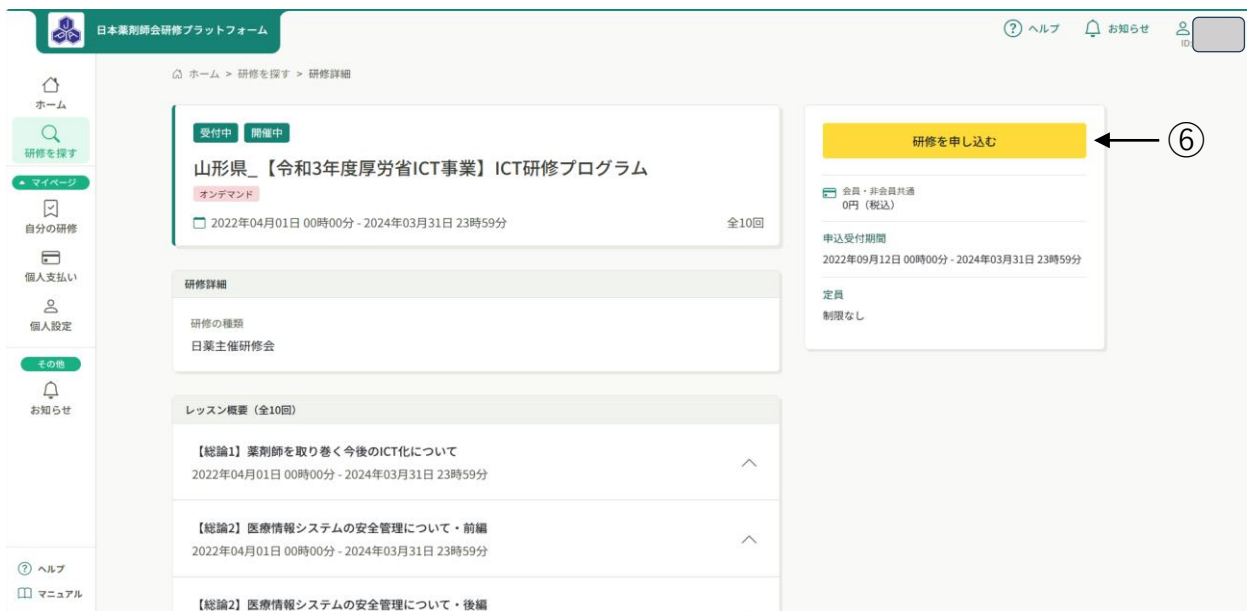 日本薬剤師会研修プラットフォーム
ヘルプ
お知らせ
ID:
ホーム
研修を探す
マイページ
自分の研修
個人支払い
個人設定
その他
お知らせ
ヘルプ
マニュアル
ホーム > 研修を探す > 研修詳細
受付中 開催中
山形県_【令和3年度厚労省ICT事業】ICT研修プログラム
オンデマンド
2022年04月01日 00時00分 - 2024年03月31日 23時59分 全10回
研修詳細
研修の種類
日薬主催研修会
レッスン概要（全10回）
【総論1】薬剤師を取り巻く今後のICT化について
2022年04月01日 00時00分 - 2024年03月31日 23時59分
【総論2】医療情報システムの安全管理について・前編
2022年04月01日 00時00分 - 2024年03月31日 23時59分
【総論2】医療情報システムの安全管理について・後編
研修を申し込む
⑥
会員・非会員共通
0円（税込）
申込受付期間
2022年09月12日 00時00分 - 2024年03月31日 23時59分
定員
制限なし